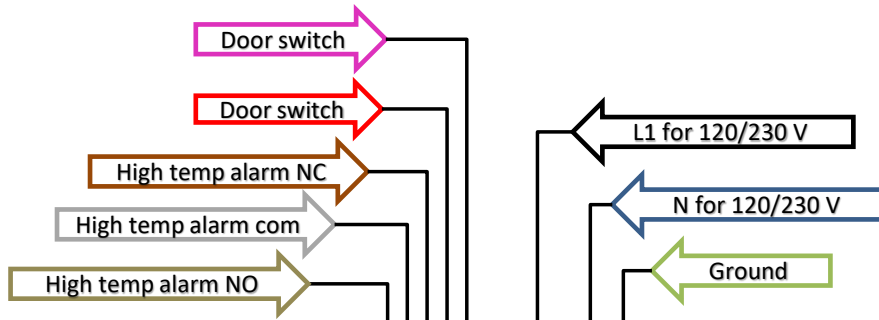 Door switch
Door switch
High temp alarm NC
High temp alarm com
High temp alarm NO
L1 for 120/230 V
N for 120/230 V
Ground